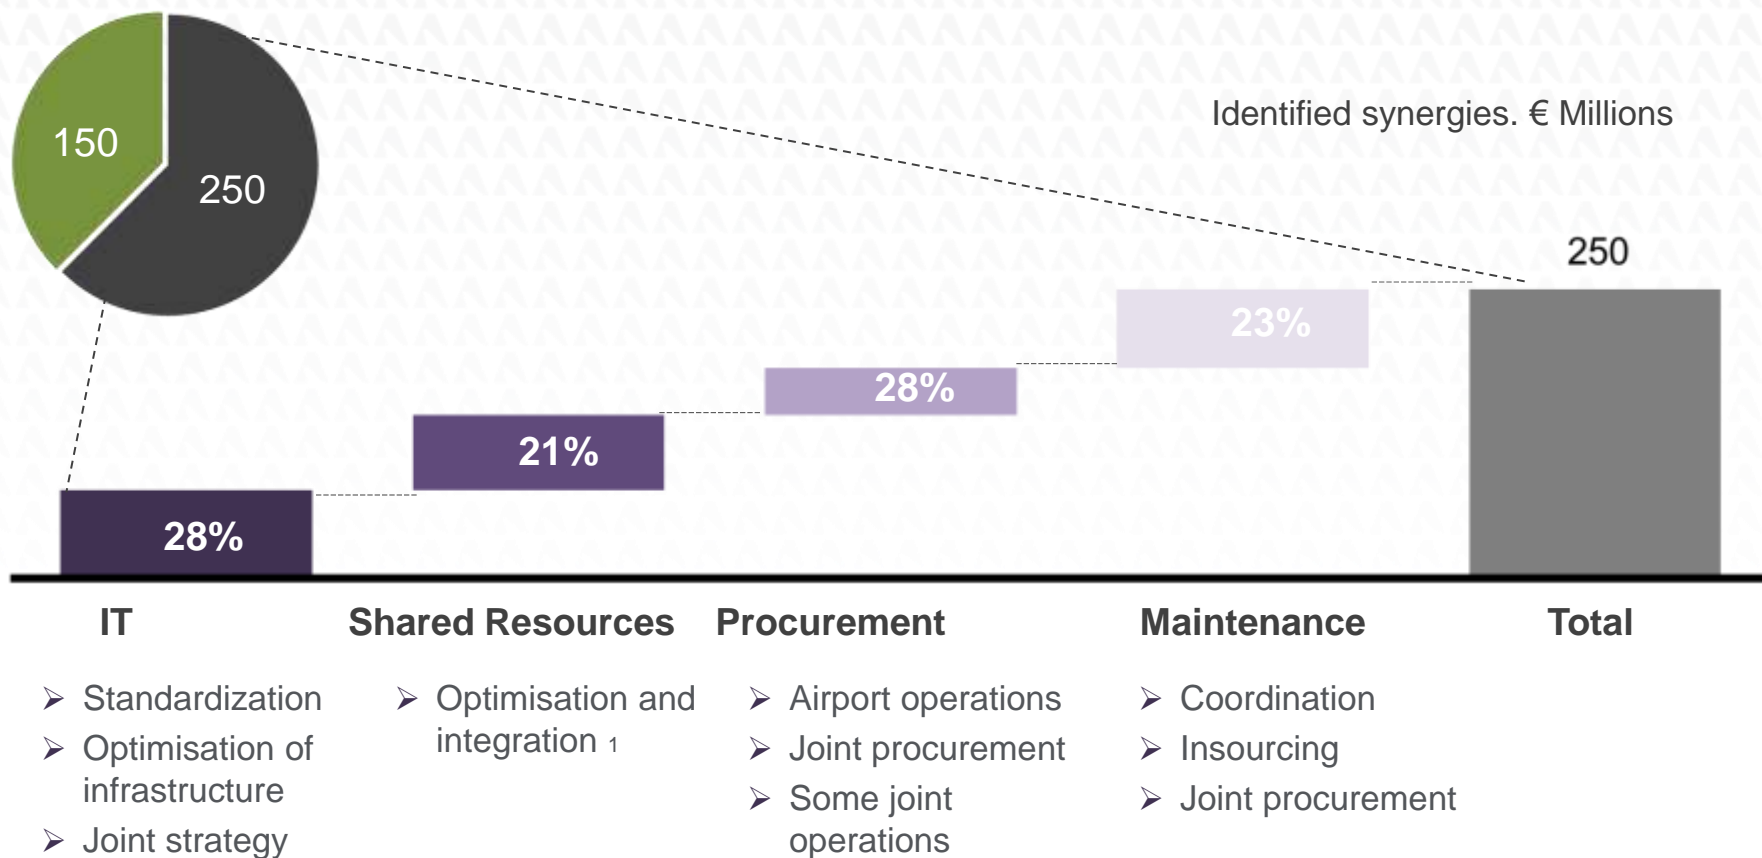 150
250
Identified synergies. € Millions
250
23%
28%
21%
28%
IT
Shared Resources
Procurement
Maintenance
Total
➢ Standardization
➢ Optimisation of
infrastructure
➢ Joint strategy
➢ Optimisation and
integration 1
➢ Airport operations
➢ Joint procurement
➢ Some joint
operations
➢ Coordination
➢ Insourcing
➢ Joint procurement